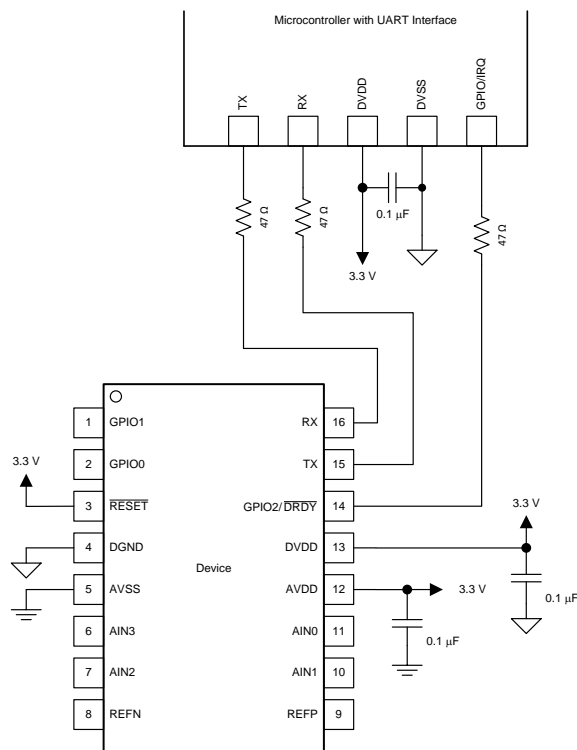 Microcontroller with UART Interface
TX
RX
DVDD
DVSS
GPIO/IRQ
47 Ω
47 Ω
0.1 µF
47 Ω
3.3 V
1 GPIO1
RX 16
2 GPIO0
TX 15
3.3 V
3 RESET
GPIO2/DRDY 14
3.3 V
4 DGND
DVDD 13
Device
5 AVSS
AVDD 12
3.3 V
0.1 µF
6 AIN3
AIN0 11
0.1 µF
7 AIN2
AIN1 10
8 REFN
REFP 9